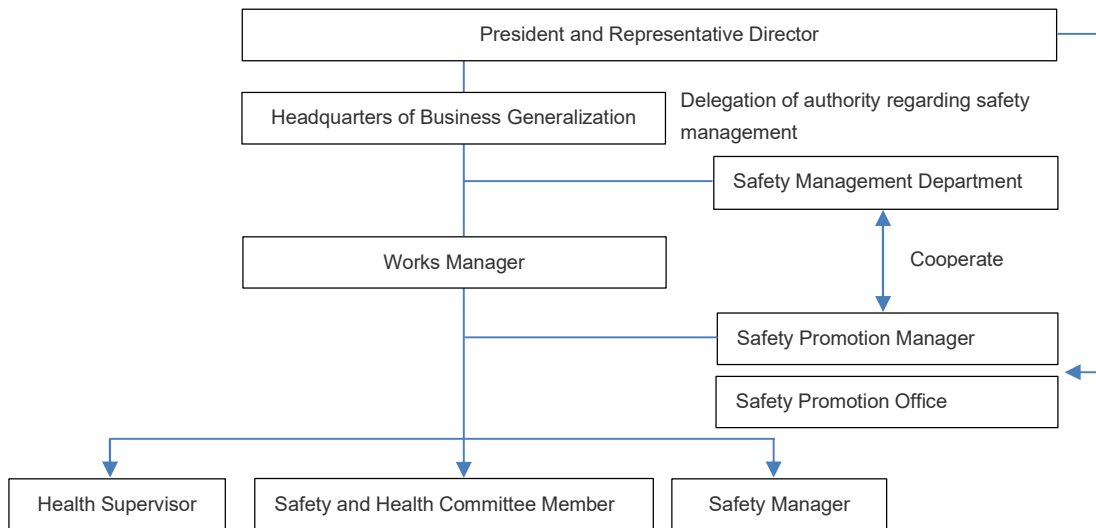 President and Representative Director
Headquarters of Business Generalization
Delegation of authority regarding safety
management
Safety Management Department
Works Manager
Cooperate
Safety Promotion Manager
Safety Promotion Office
Health Supervisor
Safety and Health Committee Member
Safety Manager